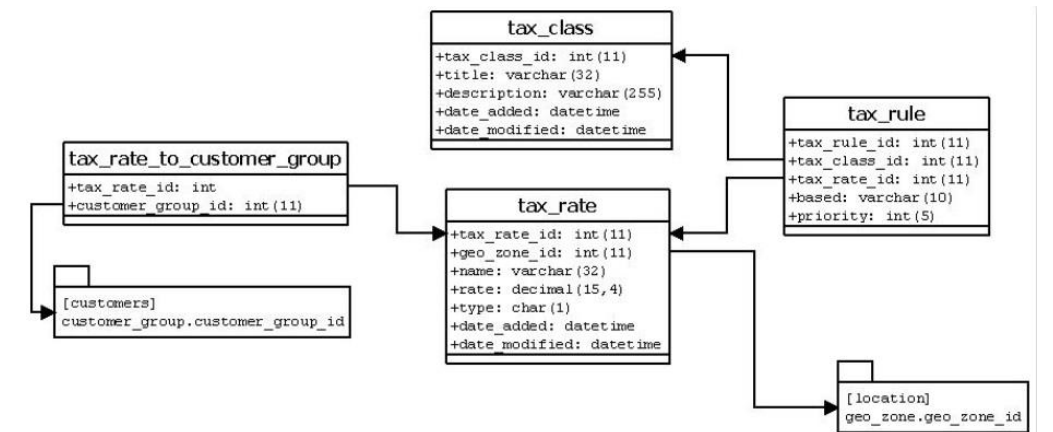 tax_class
+tax_class_id: int(11)
+title: varchar(32)
+description: varchar(255)
+date_added: datetime
+date_modified: datetime
tax_rule
+tax_rule_id: int(11)
+tax_class_id: int(11)
+tax_rate_id: int(11)
+based: varchar(10)
+priority: int(5)
tax_rate_to_customer_group
+tax_rate_id: int
+customer_group_id: int(11)
tax_rate
+tax_rate_id: int(11)
+geo_zone_id: int(11)
+name: varchar(32)
+rate: decimal(15,4)
+type: char(1)
+date_added: datetime
+date_modified: datetime
[customers]
customer_group.customer_group_id
[location]
geo_zone.geo_zone_id